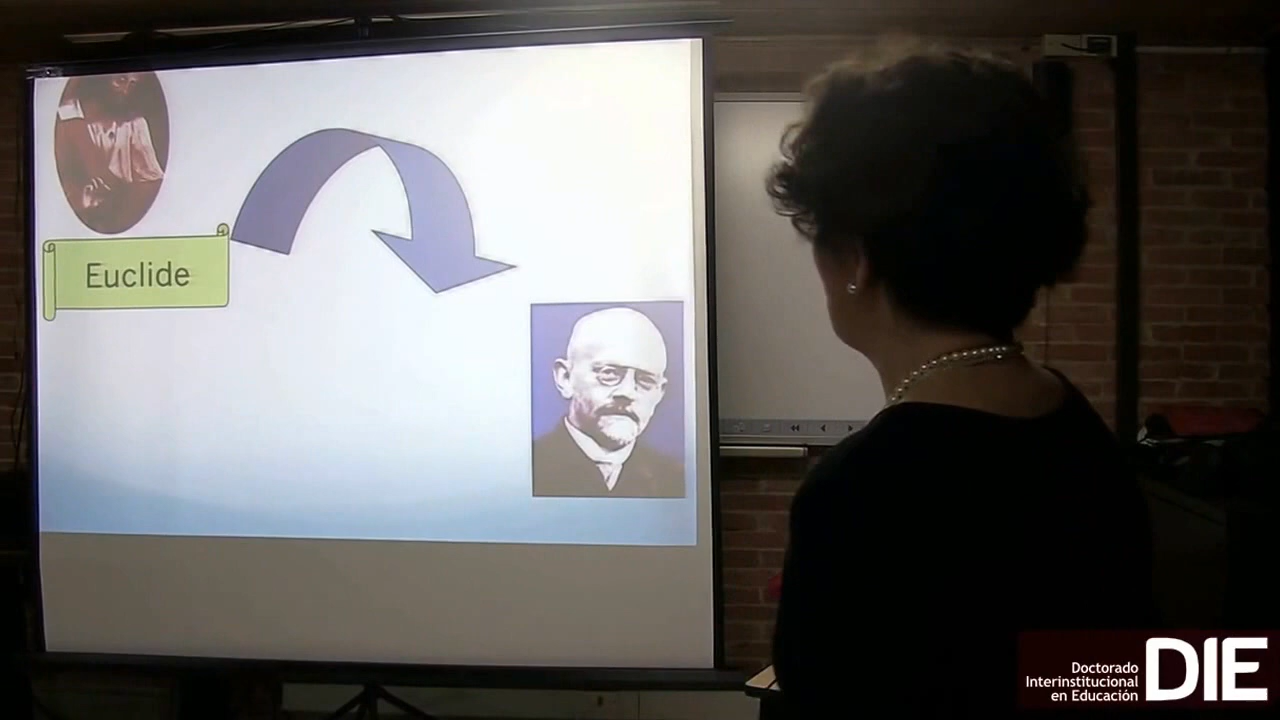 Euclide
Doctorado
Interinstitucional
en Educación
DIE